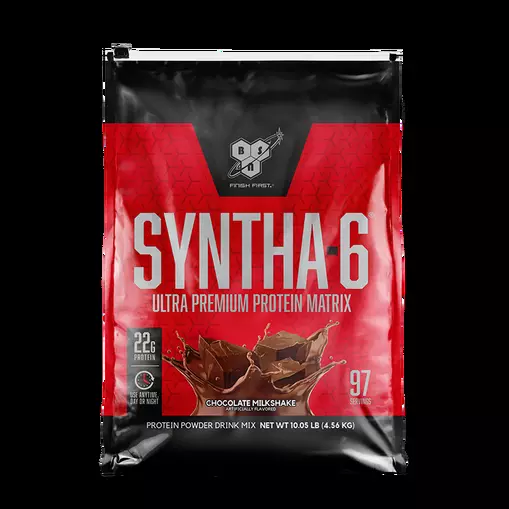 BSN
FINISH FIRST.
SYNTHA-6
ULTRA PREMIUM PROTEIN MATRIX
22G
PROTEIN
USE ANYTIME,
DAY OR NIGHT
CHOCOLATE MILKSHAKE
ARTIFICIALLY FLAVORED
97
SERVINGS
PROTEIN POWDER DRINK MIX NET WT 10.05 LB (4.56 KG)